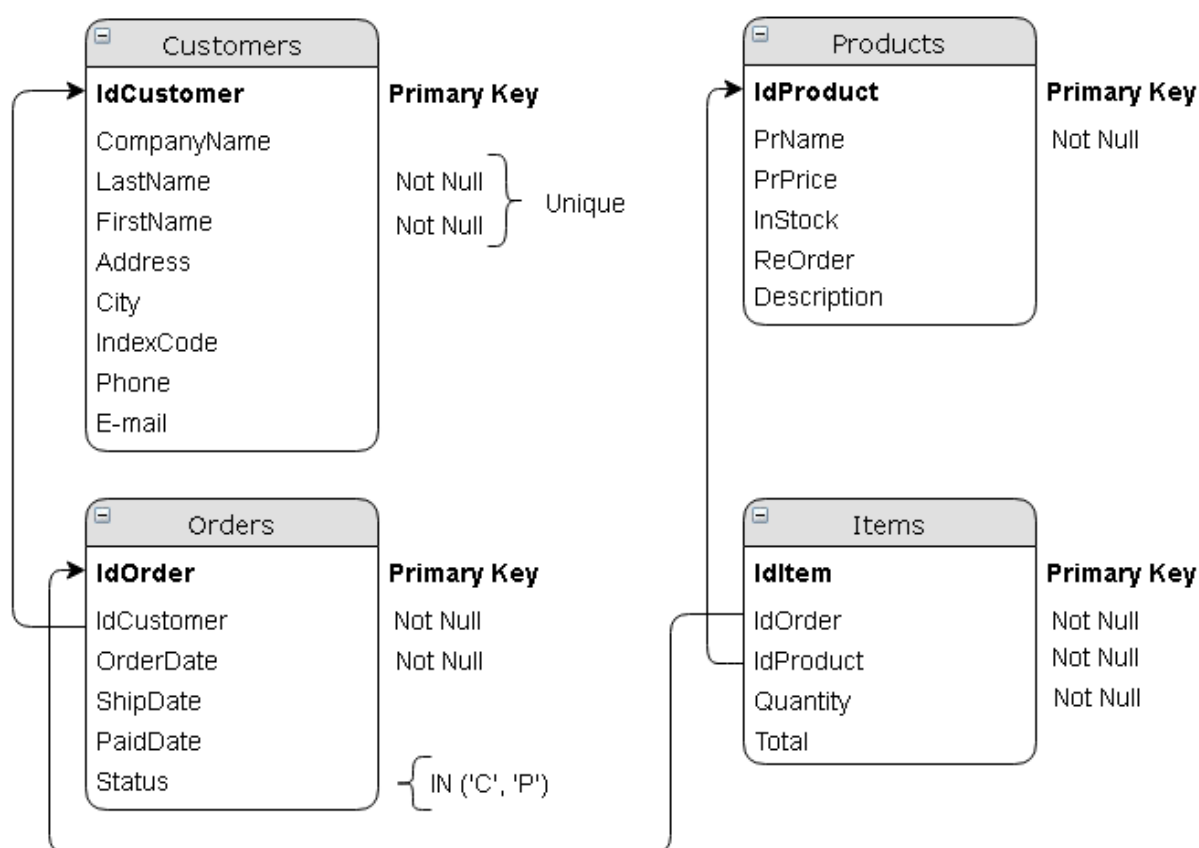 Customers
IdCustomer Primary Key
CompanyName
LastName Not Null
FirstName Not Null
Unique
Address
City
IndexCode
Phone
E-mail
Products
IdProduct Primary Key
PrName Not Null
PrPrice
InStock
ReOrder
Description
Orders
IdOrder Primary Key
IdCustomer Not Null
OrderDate Not Null
ShipDate
PaidDate
Status IN ('C', 'P')
Items
IdItem Primary Key
IdOrder Not Null
IdProduct Not Null
Quantity Not Null
Total